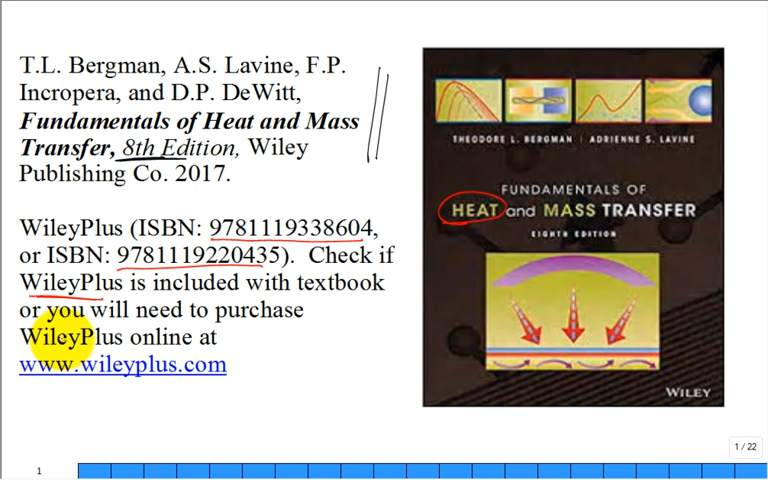 T.L. Bergman, A.S. Lavine, F.P.
Incropera, and D.P. DeWitt,
Fundamentals of Heat and Mass
Transfer, 8th Edition, Wiley
Publishing Co. 2017.
WileyPlus (ISBN: 9781119338604,
or ISBN: 9781119220435).  Check if
WileyPlus is included with textbook
or you will need to purchase
WileyPlus online at
www.wileyplus.com
THEODORE L. BERGMAN | ADRIENNE S. LAVINE
FUNDAMENTALS OF
HEAT and MASS TRANSFER
EIGHTH EDITION
WILEY
1 / 22
1